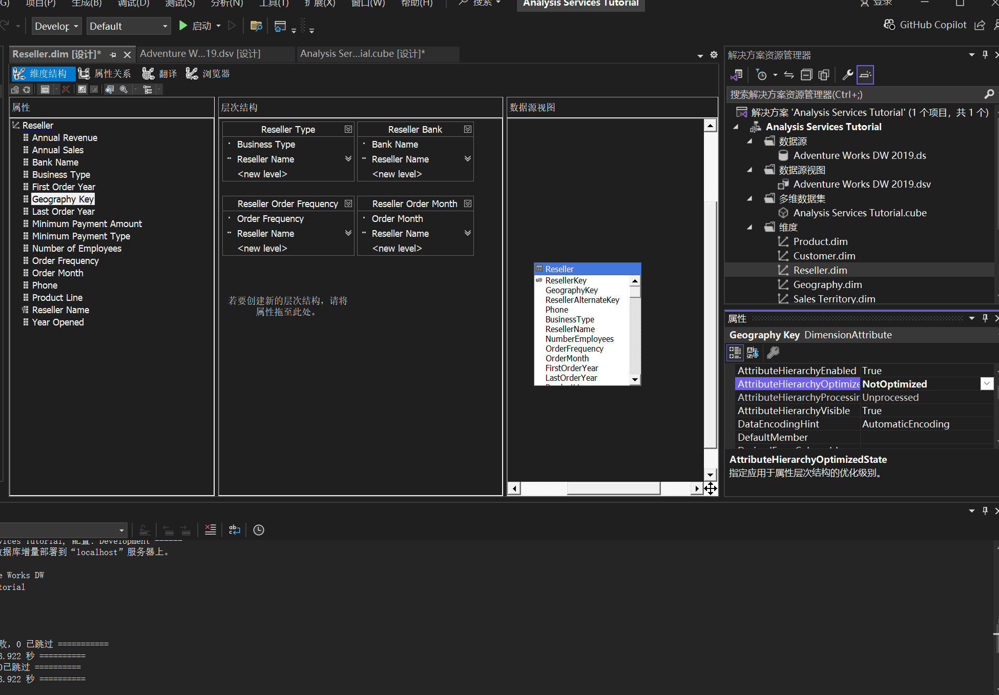 G) 项目(P) 生成(B) 调试(D) 测试(S) 分析(N) 工具(T) 扩展(X) 窗口(W) 帮助(H) 搜索 Analysis Services Tutorial 登录
Develop Default 启动 GitHub Copilot
Reseller.dim [设计]* Adventure W...19.dsv [设计] Analysis Ser...ial.cube [设计]*
维度结构 属性关系 翻译 浏览器
属性
Reseller
Annual Revenue
Annual Sales
Bank Name
Business Type
First Order Year
Geography Key
Last Order Year
Minimum Payment Amount
Minimum Payment Type
Number of Employees
Order Frequency
Order Month
Phone
Product Line
Reseller Name
Year Opened
层次结构
Reseller Type
Business Type
Reseller Name
<new level>
Reseller Bank
Bank Name
Reseller Name
<new level>
Reseller Order Frequency
Order Frequency
Reseller Name
<new level>
Reseller Order Month
Order Month
Reseller Name
<new level>
若要创建新的层次结构，请将
属性拖至此处。
数据源视图
Reseller
ResellerKey
GeographyKey
ResellerAlternateKey
Phone
BusinessType
ResellerName
NumberEmployees
OrderFrequency
OrderMonth
FirstOrderYear
LastOrderYear
解决方案资源管理器
搜索解决方案资源管理器(Ctrl+;)
解决方案 'Analysis Services Tutorial' (1 个项目，共 1 个)
Analysis Services Tutorial
数据源
Adventure Works DW 2019.ds
数据源视图
Adventure Works DW 2019.dsv
多维数据集
Analysis Services Tutorial.cube
维度
Product.dim
Customer.dim
Reseller.dim
Geography.dim
Sales Territory.dim
属性
Geography Key DimensionAttribute
AttributeHierarchyEnabled True
AttributeHierarchyOptimize NotOptimized
AttributeHierarchyProcessin Unprocessed
AttributeHierarchyVisible True
DataEncodingHint AutomaticEncoding
DefaultMember
AttributeHierarchyOptimizedState
指定应用于属性层次结构的优化级别。
vices Tutorial, 配置: Development ------
数据库增量部署到“localhost”服务器上。
e Works DW
torial
败，0 已跳过 ===========
3.922 秒 ==========
0已跳过 ==========
3.922 秒 ==========